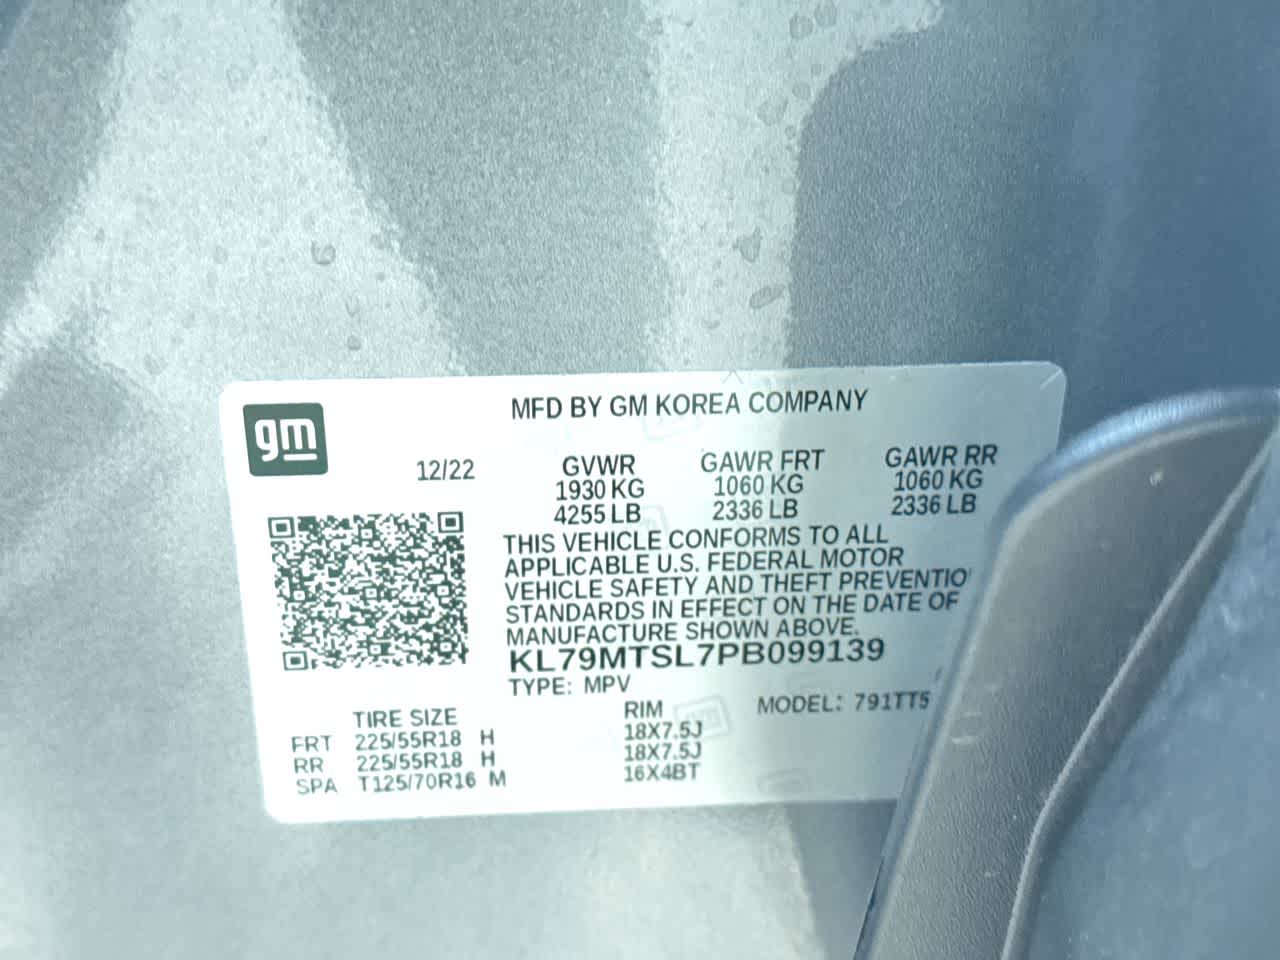 MFD BY GM KOREA COMPANY
gm
12/22
GVWR GAWR FRT GAWR RR
1930 KG 1060 KG 1060 KG
4255 LB 2336 LB 2336 LB
THIS VEHICLE CONFORMS TO ALL
APPLICABLE U.S. FEDERAL MOTOR
VEHICLE SAFETY AND THEFT PREVENTIO
STANDARDS IN EFFECT ON THE DATE OF
MANUFACTURE SHOWN ABOVE.
KL79MTSL7PB099139
TYPE: MPV MODEL: 791TT5
TIRE SIZE RIM
FRT 225/55R18 H 18X7.5J
RR 225/55R18 H 18X7.5J
SPA T125/70R16 M 16X4BT